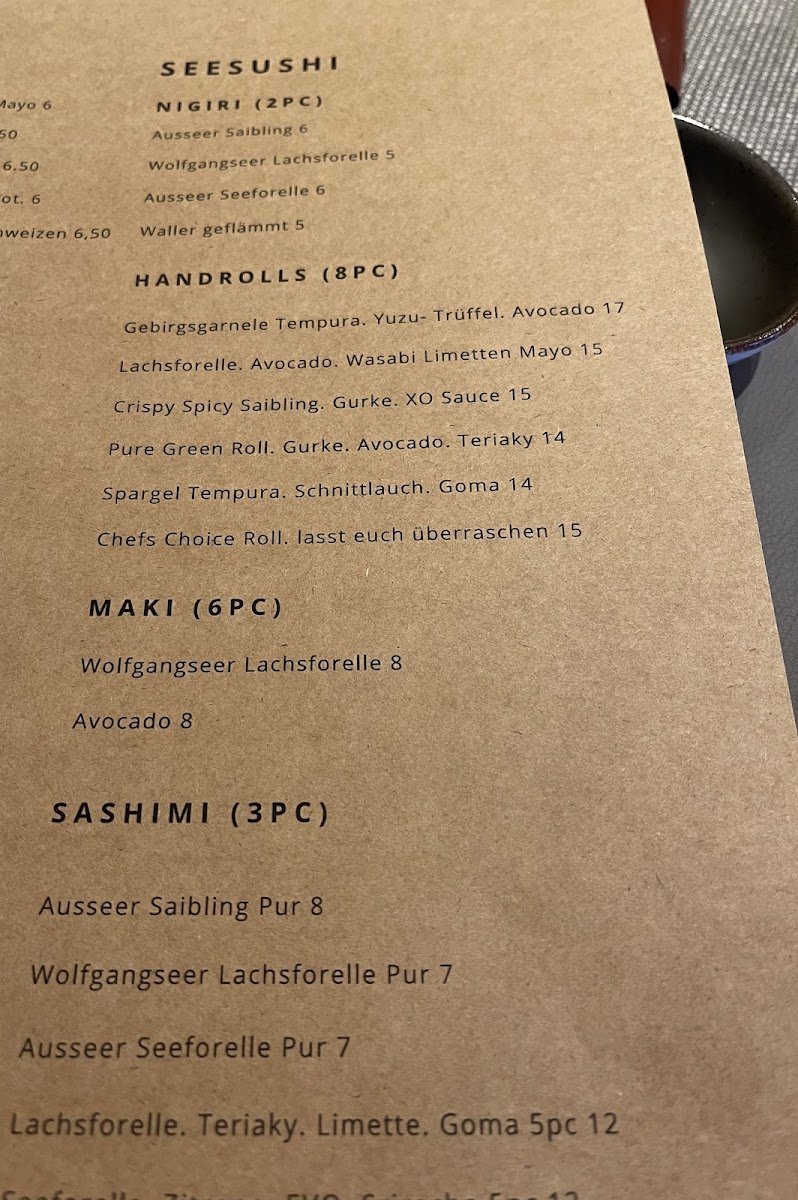 Mayo 6
50
6.50
ot. 6
weizen 6,50
SEESUSHI
NIGIRI (2PC)
Ausseer Saibling 6
Wolfgangseer Lachsforelle 5
Ausseer Seeforelle 6
Waller geflämmt 5
HANDROLLS (8PC)
Gebirgsgarnele Tempura. Yuzu- Trüffel. Avocado 17
Lachsforelle. Avocado. Wasabi Limetten Mayo 15
Crispy Spicy Saibling. Gurke. XO Sauce 15
Pure Green Roll. Gurke. Avocado. Teriaky 14
Spargel Tempura. Schnittlauch. Goma 14
Chefs Choice Roll. lasst euch überraschen 15
MAKI (6PC)
Wolfgangseer Lachsforelle 8
Avocado 8
SASHIMI (3PC)
Ausseer Saibling Pur 8
Wolfgangseer Lachsforelle Pur 7
Ausseer Seeforelle Pur 7
Lachsforelle. Teriaky. Limette. Goma 5pc 12